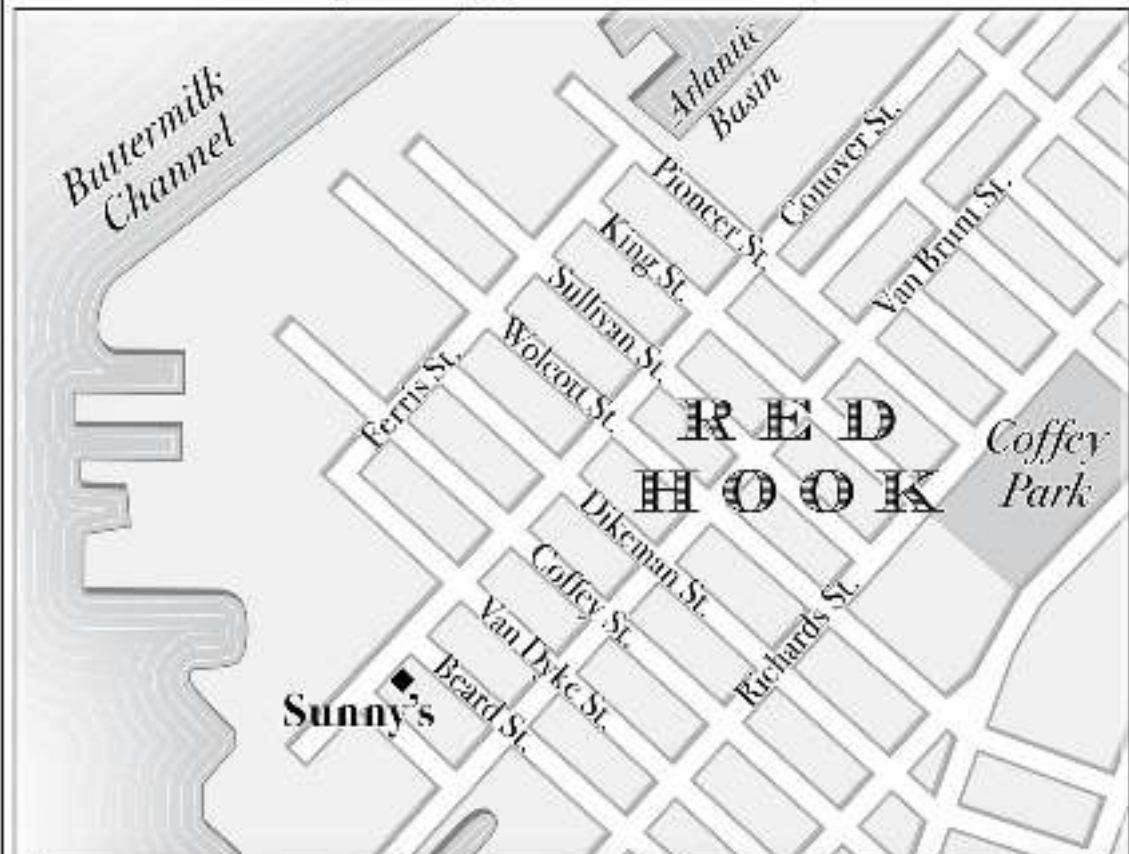 Buttermilk
Channel
Atlantic
Basin
Pioneer St.
Conover St.
King St.
Van Brunt St.
Sullivan St.
Wolcott St.
Ferris St.
RED
HOOK
Coffey
Park
Dikeman St.
Coffey St.
Richards St.
Van Dyke St.
Beard St.
Sunny's